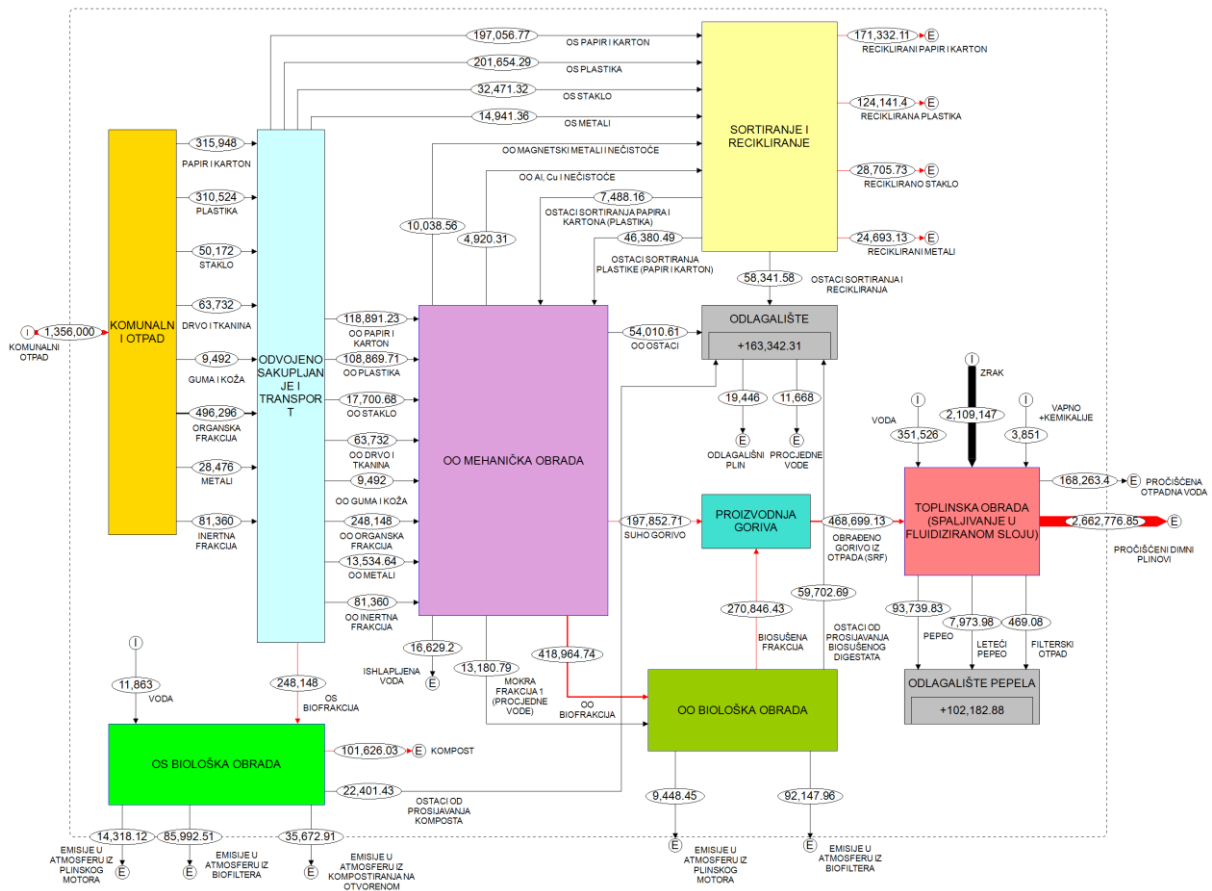 197,056.77
OS PAPIR I KARTON
201,654.29
OS PLASTIKA
32,471.32
OS STAKLO
14,941.36
OS METALI
OO MAGNETSKI METALI I NEČISTOĆE
OO Al, Cu I NEČISTOĆE
10,038.56
4,920.31
SORTIRANJE I
RECIKLIRANJE
171,332.11
E
RECIKLIRANI PAPIR I KARTON
124,141.4
E
RECIKLIRANA PLASTIKA
28,705.73
E
RECIKLIRANO STAKLO
24,693.13
E
RECIKLIRANI METALI
7,488.16
OSTACI SORTIRANJA PAPIRA I
KARTONA (PLASTIKA)
46,380.49
OSTACI SORTIRANJA
PLASTIKE (PAPIR I KARTON)
58,341.58
OSTACI SORTIRANJA I
RECIKLIRANJA
I
1,356,000
KOMUNALNI
OTPAD
KOMUNALN
I OTPAD
315,948
PAPIR I KARTON
310,524
PLASTIKA
50,172
STAKLO
63,732
DRVO I TKANINA
9,492
GUMA I KOŽA
496,296
ORGANSKA
FRAKCIJA
28,476
METALI
81,360
INERTNA
FRAKCIJA
ODVOJENO
SAKUPLJAN
JE I
TRANSPOR
T
118,891.23
OO PAPIR I
KARTON
108,869.71
OO PLASTIKA
17,700.68
OO STAKLO
63,732
OO DRVO I
TKANINA
9,492
OO GUMA I KOŽA
248,148
OO ORGANSKA
FRAKCIJA
13,534.64
OO METALI
81,360
OO INERTNA
FRAKCIJA
OO MEHANIČKA OBRADA
54,010.61
OO OSTACI
ODLAGALIŠTE
+163,342.31
19,446
E
ODLAGALIŠNI
PLIN
11,668
E
PROCJEDNE
VODE
197,852.71
SUHO GORIVO
PROIZVODNJA
GORIVA
468,699.13
OBRAĐENO
GORIVO IZ
OTPADA (SRF)
I
ZRAK
2,109,147
I
VODA
351,526
I
VAPNO
+KEMIKALIJE
3,851
TOPLINSKA OBRADA
(SPALJIVANJE U
FLUIDIZIRANOM SLOJU)
168,263.4
E
PROČIŠĆENA
OTPADNA VODA
2,662,776.85
E
PROČIŠĆENI DIMNI
PLINOVI
93,739.83
PEPEO
7,973.98
LETEĆI
PEPEO
469.08
FILTERSKI
OTPAD
ODLAGALIŠTE PEPELA
+102,182.88
270,846.43
BIOSUŠENA
FRAKCIJA
59,702.69
OSTACI OD
PROSIJAVANJA
BIOSUŠENOG
DIGESTATA
16,629.2
ISHLAPLJENA
VODA
E
13,180.79
MOKRA
FRAKCIJA 1
(PROCJEDNE
VODE)
418,964.74
OO
BIOFRAKCIJA
OO BIOLOŠKA OBRADA
9,448.45
E
EMISIJE U
ATMOSFERU IZ
PLINSKOG
MOTORA
92,147.96
E
EMISIJE U
ATMOSFERU IZ
BIOFILTERA
I
11,863
VODA
248,148
OS
BIOFRAKCIJA
OS BIOLOŠKA OBRADA
101,626.03
E
KOMPOST
22,401.43
OSTACI OD
PROSIJAVANJA
KOMPOSTA
14,318.12
E
EMISIJE U
ATMOSFERU IZ
PLINSKOG
MOTORA
85,992.51
E
EMISIJE U
ATMOSFERU IZ
BIOFILTERA
35,672.91
E
EMISIJE U
ATMOSFERU IZ
KOMPOSTIRANJA NA
OTVORENOM